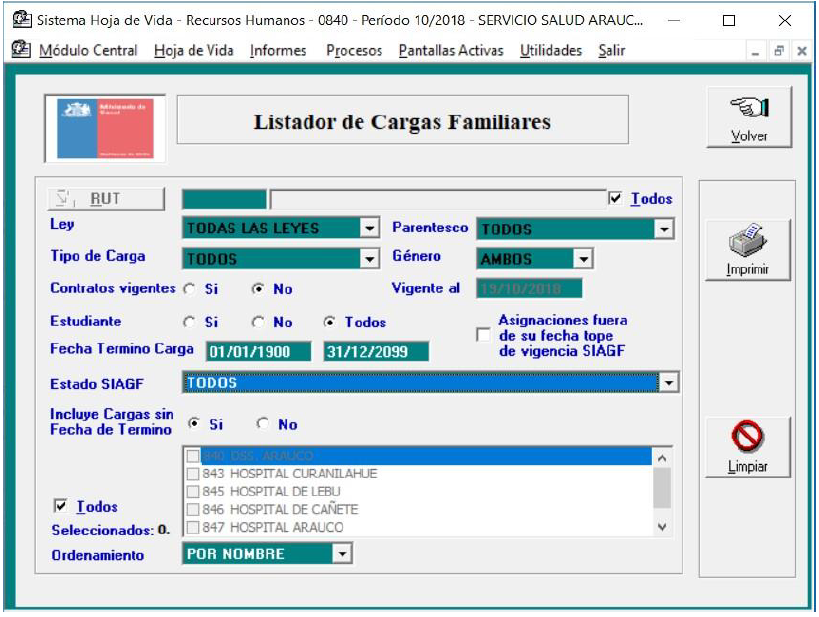 Sistema Hoja de Vida - Recursos Humanos - 0840 - Período 10/2018 - SERVICIO SALUD ARAUC...
Módulo Central Hoja de Vida Informes Procesos Pantallas Activas Utilidades Salir
Ministerio de
Salud
Listador de Cargas Familiares
Volver
RUT
Todos
Ley TODAS LAS LEYES Parentesco TODOS
Tipo de Carga TODOS Género AMBOS
Imprimir
Contratos vigentes Si No Vigente al 19/10/2018
Estudiante Si No Todos
Asignaciones fuera
de su fecha tope
de vigencia SIAGF
Fecha Termino Carga 01/01/1900 31/12/2099
Estado SIAGF TODOS
Incluye Cargas sin
Fecha de Termino
Si No
840 DSS. ARAUCO
843 HOSPITAL CURANILAHUE
845 HOSPITAL DE LEBU
846 HOSPITAL DE CAÑETE
847 HOSPITAL ARAUCO
Limpiar
Todos
Seleccionados: 0.
Ordenamiento POR NOMBRE